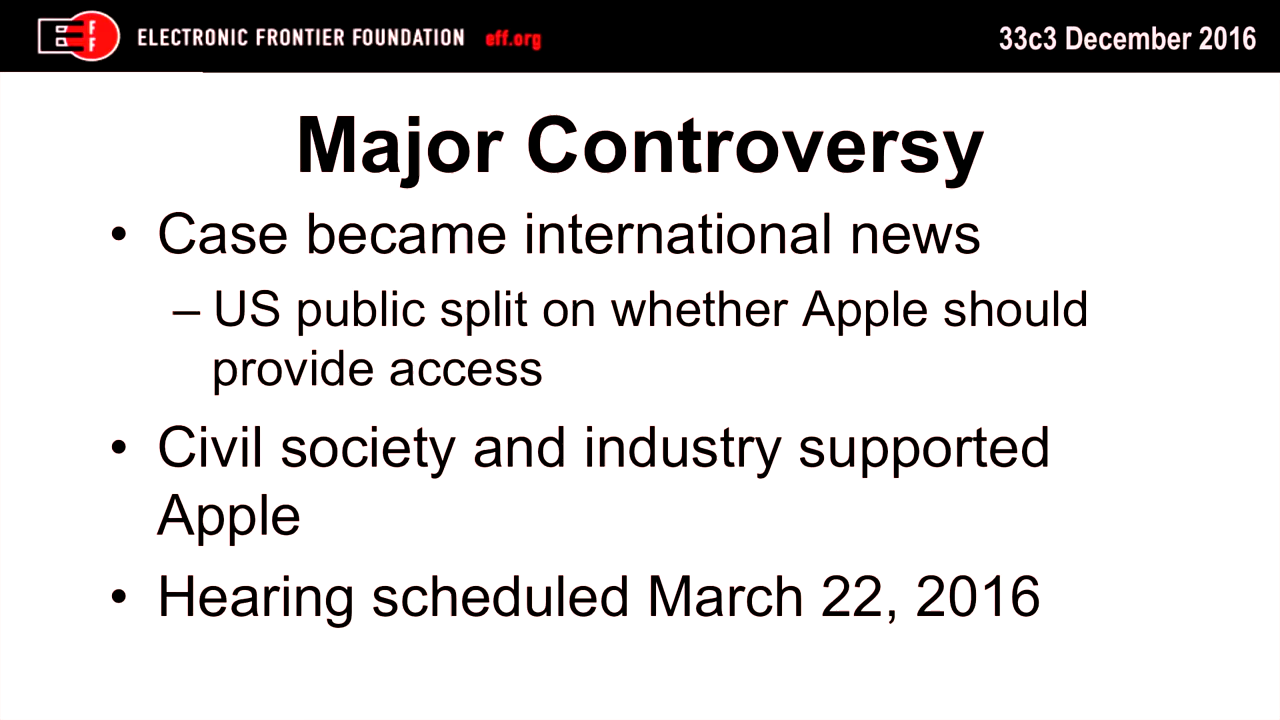 EFF ELECTRONIC FRONTIER FOUNDATION eff.org 33c3 December 2016
Major Controversy
• Case became international news
– US public split on whether Apple should
provide access
• Civil society and industry supported
Apple
• Hearing scheduled March 22, 2016